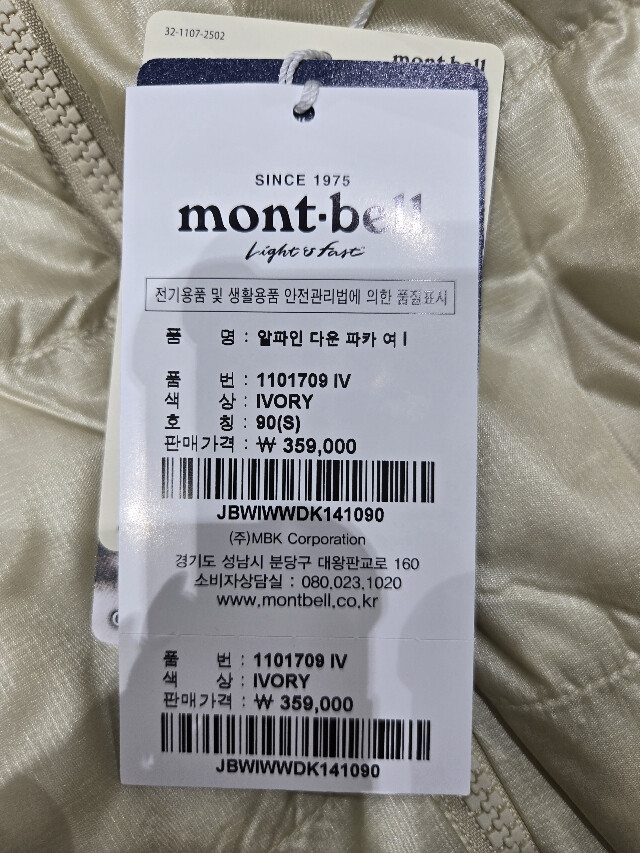 32-1107-2502
mont-bell
SINCE 1975
mont-bell
Light & Fast
전기용품 및 생활용품 안전관리법에 의한 품질표시
품 명 : 알파인 다운 파카 여 I
품 번 : 1101709 IV
색 상 : IVORY
호 칭 : 90(S)
판매가격 : ₩ 359,000
JBWIWWDK141090
(주)MBK Corporation
경기도 성남시 분당구 대왕판교로 160
소비자상담실 : 080.023.1020
www.montbell.co.kr
품 번 : 1101709 IV
색 상 : IVORY
판매가격 : ₩ 359,000
JBWIWWDK141090